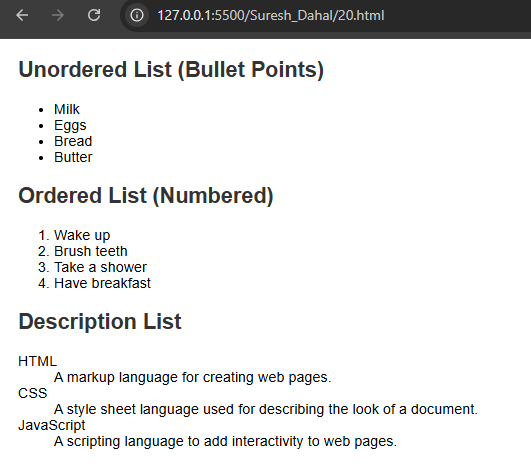 127.0.0.1:5500/Suresh_Dahal/20.html
Unordered List (Bullet Points)
• Milk
• Eggs
• Bread
• Butter
Ordered List (Numbered)
1. Wake up
2. Brush teeth
3. Take a shower
4. Have breakfast
Description List
HTML
A markup language for creating web pages.
CSS
A style sheet language used for describing the look of a document.
JavaScript
A scripting language to add interactivity to web pages.